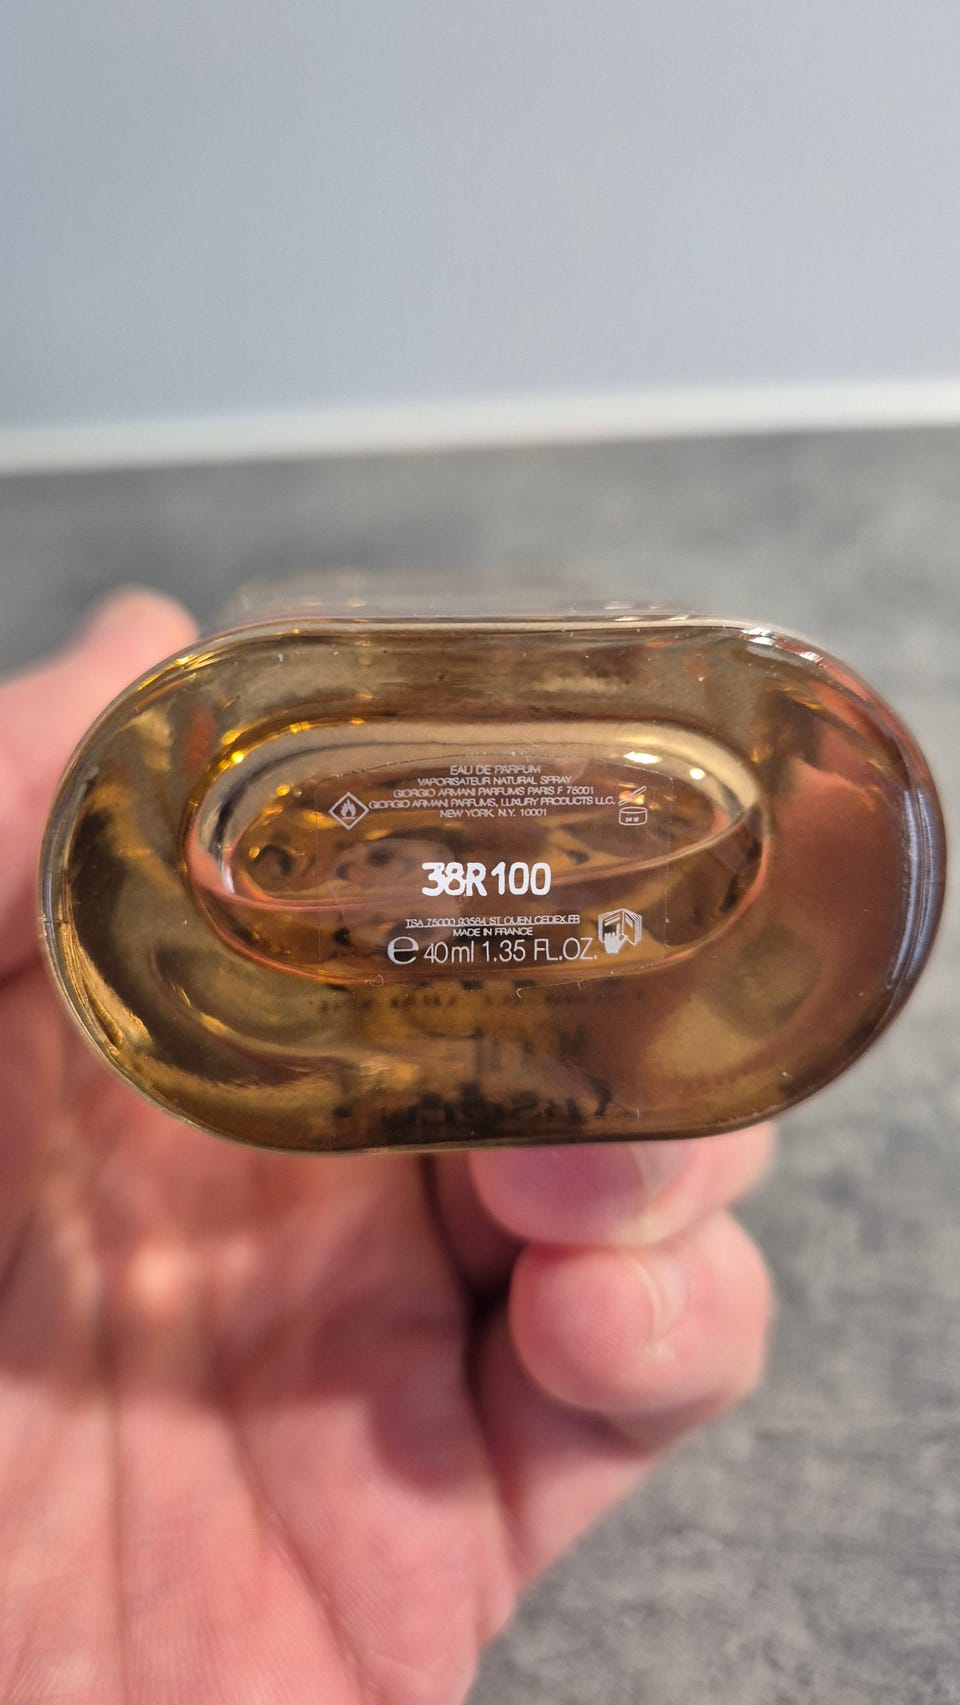 EAU DE PARFUM
VAPORISATEUR NATURAL SPRAY
GIORGIO ARMANI PARFUMS PARIS F 75001
GIORGIO ARMANI PARFUMS, LUXURY PRODUCTS LLC,
NEW YORK, N.Y. 10001
38R100
TSA 75000 93584 ST OUEN CEDEX FR
MADE IN FRANCE
e 40ml 1.35 FL.OZ.